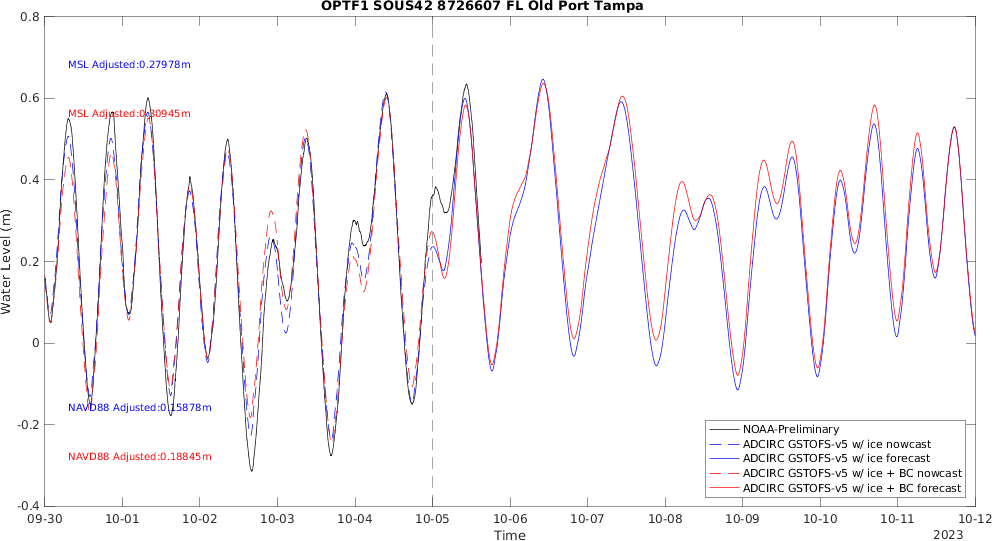 OPTF1 SOUS42 8726607 FL Old Port Tampa
0.8
0.6
0.4
0.2
0
-0.2
-0.4
Water Level (m)
MSL Adjusted:0.27978m
MSL Adjusted:0.30945m
NAVD88 Adjusted:0.15878m
NAVD88 Adjusted:0.18845m
NOAA-Preliminary
ADCIRC GSTOFS-v5 w/ ice nowcast
ADCIRC GSTOFS-v5 w/ ice forecast
ADCIRC GSTOFS-v5 w/ ice + BC nowcast
ADCIRC GSTOFS-v5 w/ ice + BC forecast
09-30 10-01 10-02 10-03 10-04 10-05 10-06 10-07 10-08 10-09 10-10 10-11 10-12
Time
2023